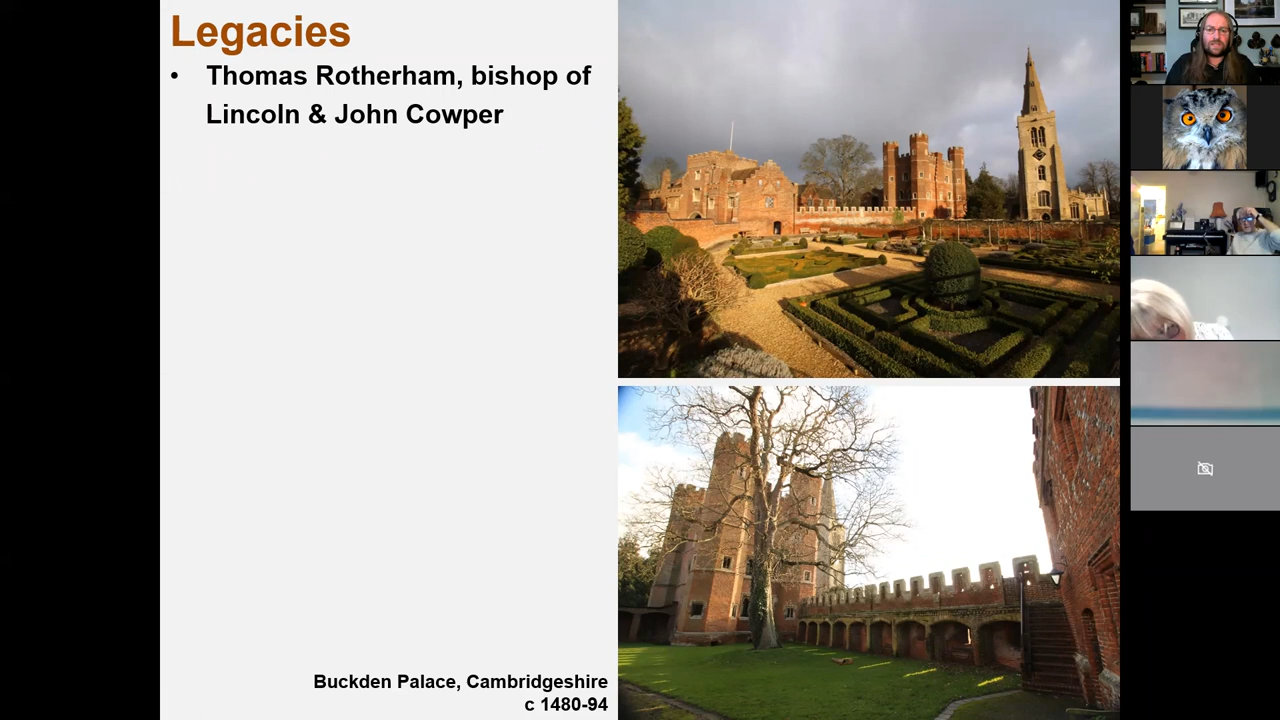 Legacies
• Thomas Rotherham, bishop of
Lincoln & John Cowper
Buckden Palace, Cambridgeshire
c 1480-94